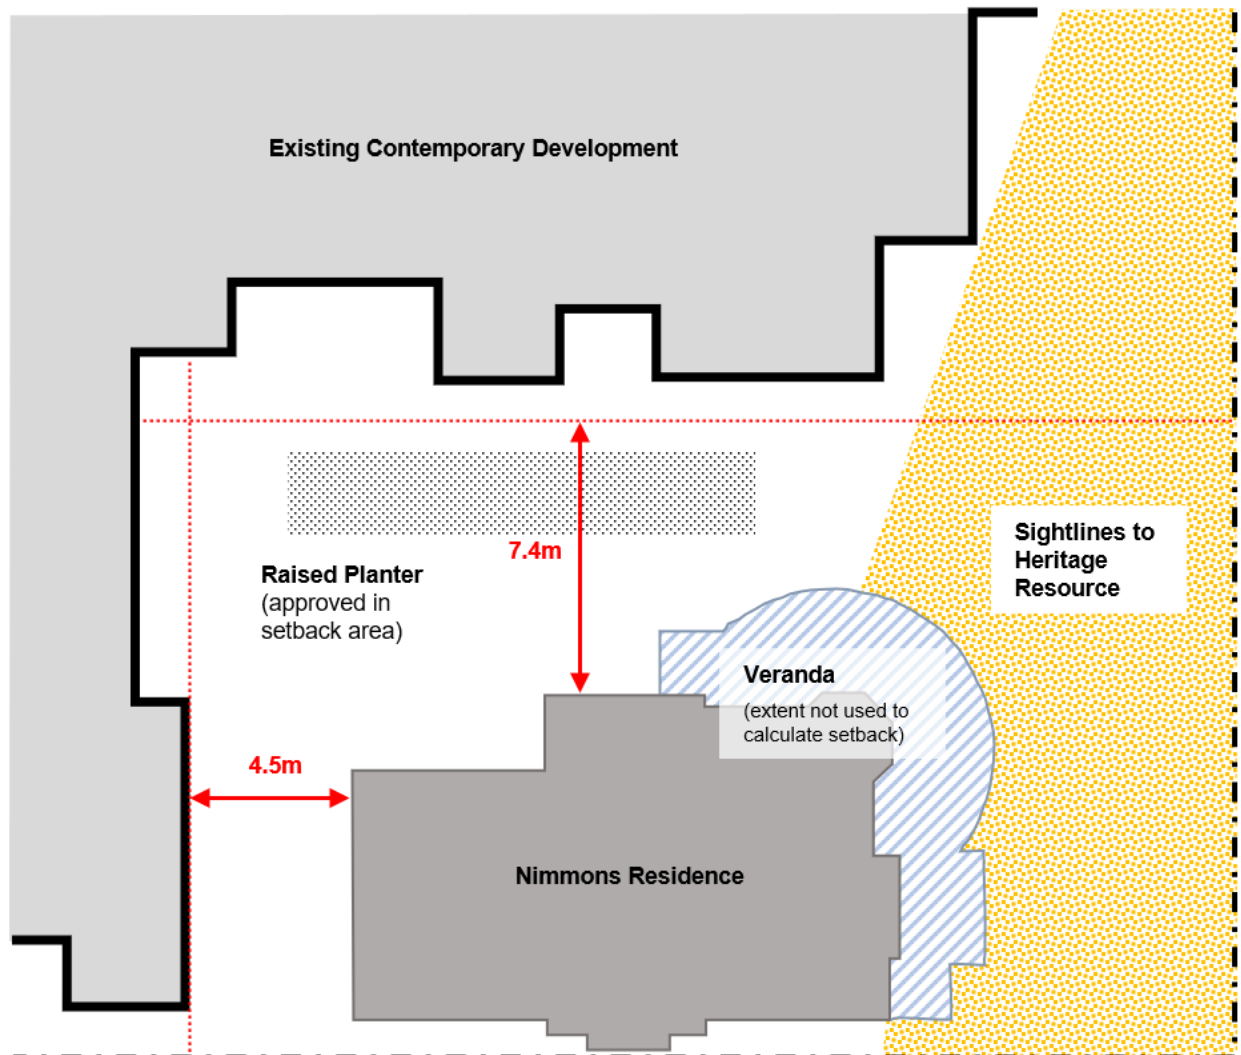 Existing Contemporary Development
7.4m
Raised Planter
(approved in
setback area)
Sightlines to
Heritage
Resource
Veranda
(extent not used to
calculate setback)
4.5m
Nimmons Residence